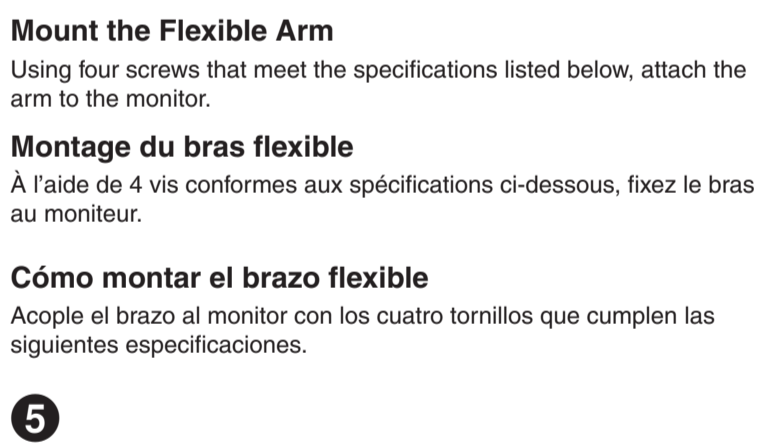 Mount the Flexible Arm
Using four screws that meet the specifications listed below, attach the
arm to the monitor.
Montage du bras flexible
À l’aide de 4 vis conformes aux spécifications ci-dessous, fixez le bras
au moniteur.
Cómo montar el brazo flexible
Acople el brazo al monitor con los cuatro tornillos que cumplen las
siguientes especificaciones.
5